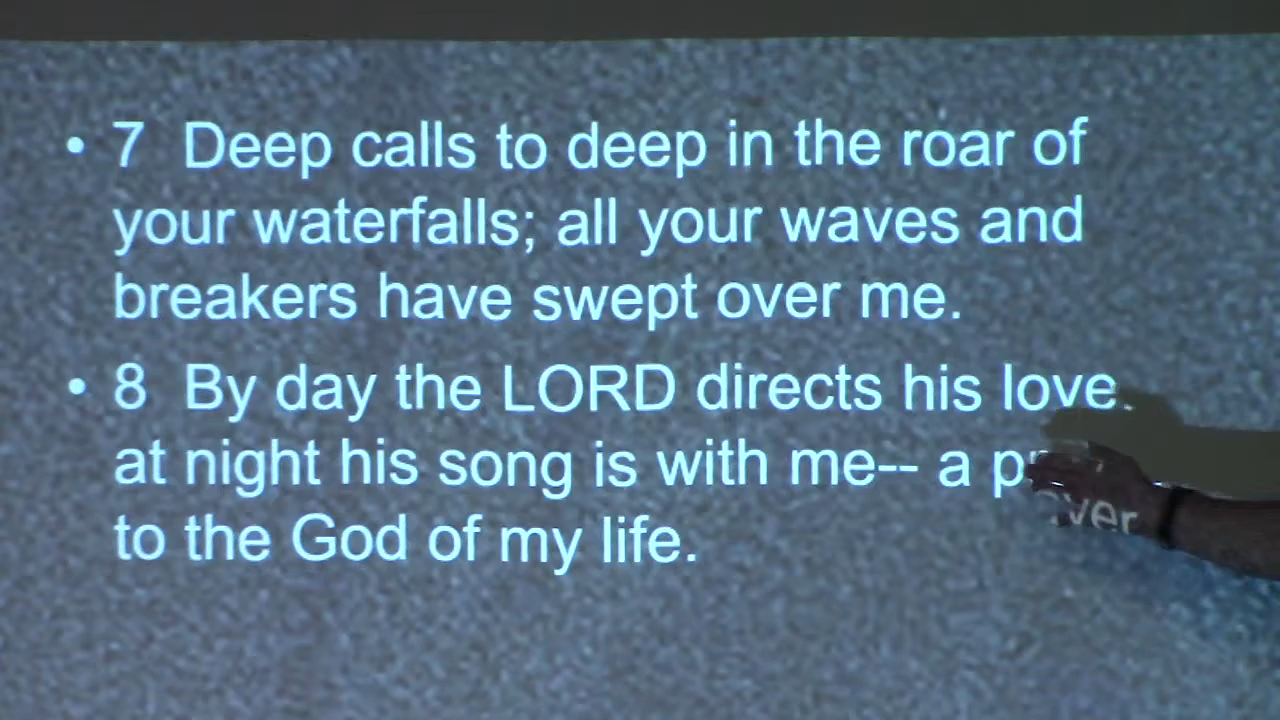 • 7 Deep calls to deep in the roar of
your waterfalls; all your waves and
breakers have swept over me.
• 8 By day the LORD directs his love,
at night his song is with me-- a prayer
to the God of my life.